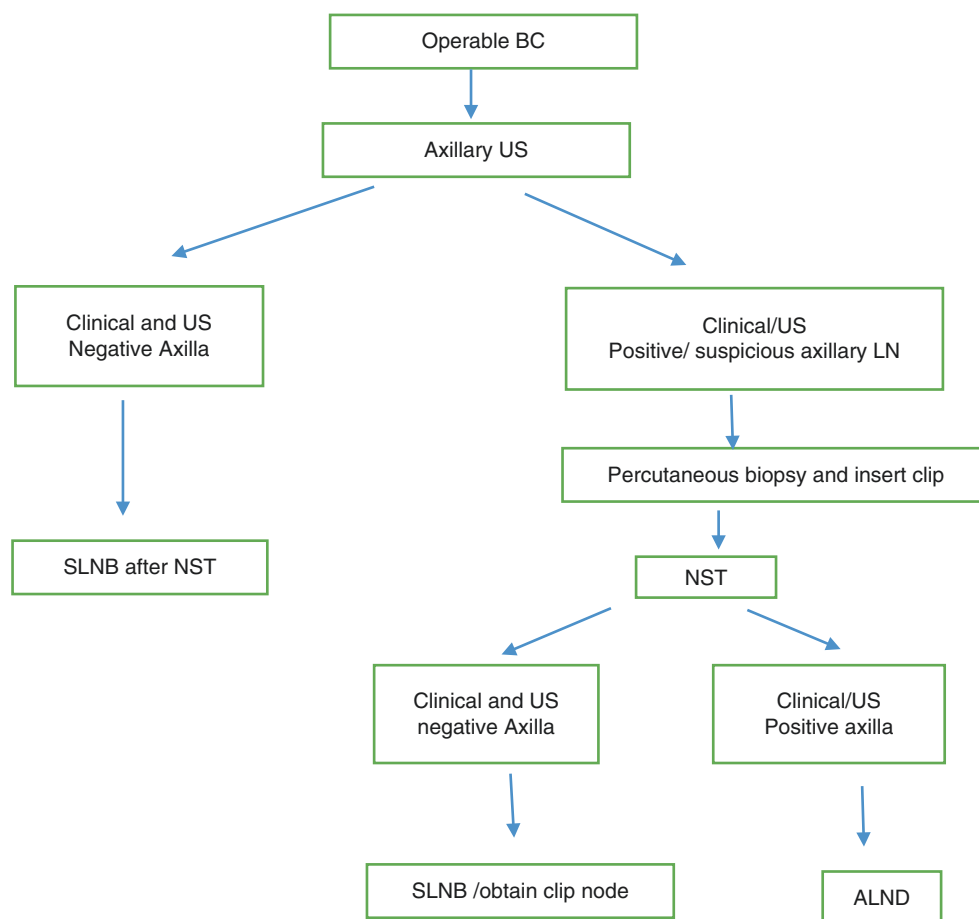 Operable BC
Axillary US
Clinical and US
Negative Axilla
Clinical/US
Positive/ suspicious axillary LN
Percutaneous biopsy and insert clip
SLNB after NST
NST
Clinical and US
negative Axilla
Clinical/US
Positive axilla
SLNB /obtain clip node
ALND